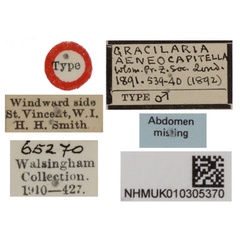 Type
GRACILARIA
AENEOCAPITELLA
Wlsm. Pr. Z. Soc. Lond.
1891. 534-40 (1892)
TYPE ♂
Windward side
St. Vincent, W.I.
H. H. Smith.
Abdomen
missing
65270
Walsingham
Collection.
1910—427.
NHMUK010305370